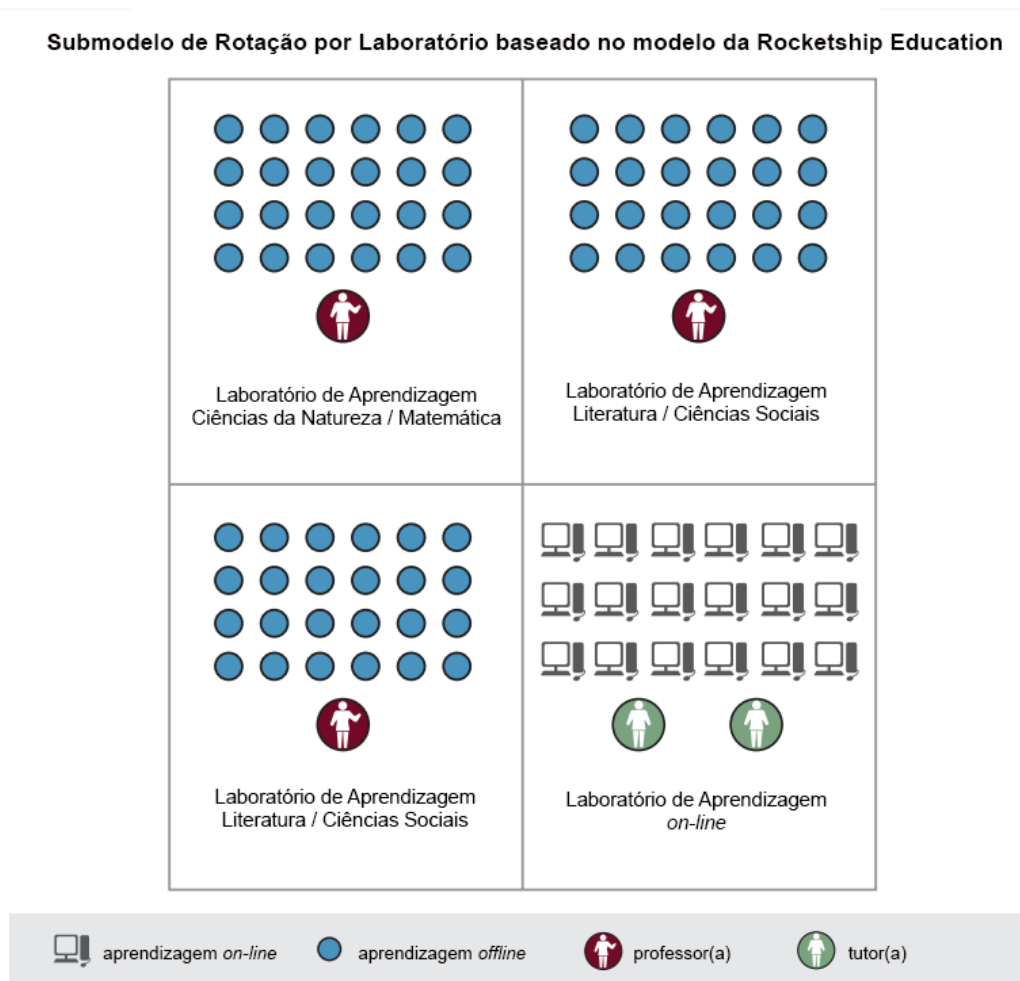 Submodelo de Rotação por Laboratório baseado no modelo da Rocketship Education
Laboratório de Aprendizagem
Ciências da Natureza / Matemática
Laboratório de Aprendizagem
Literatura / Ciências Sociais
Laboratório de Aprendizagem
Literatura / Ciências Sociais
Laboratório de Aprendizagem
on-line
aprendizagem on-line
aprendizagem offline
professor(a)
tutor(a)